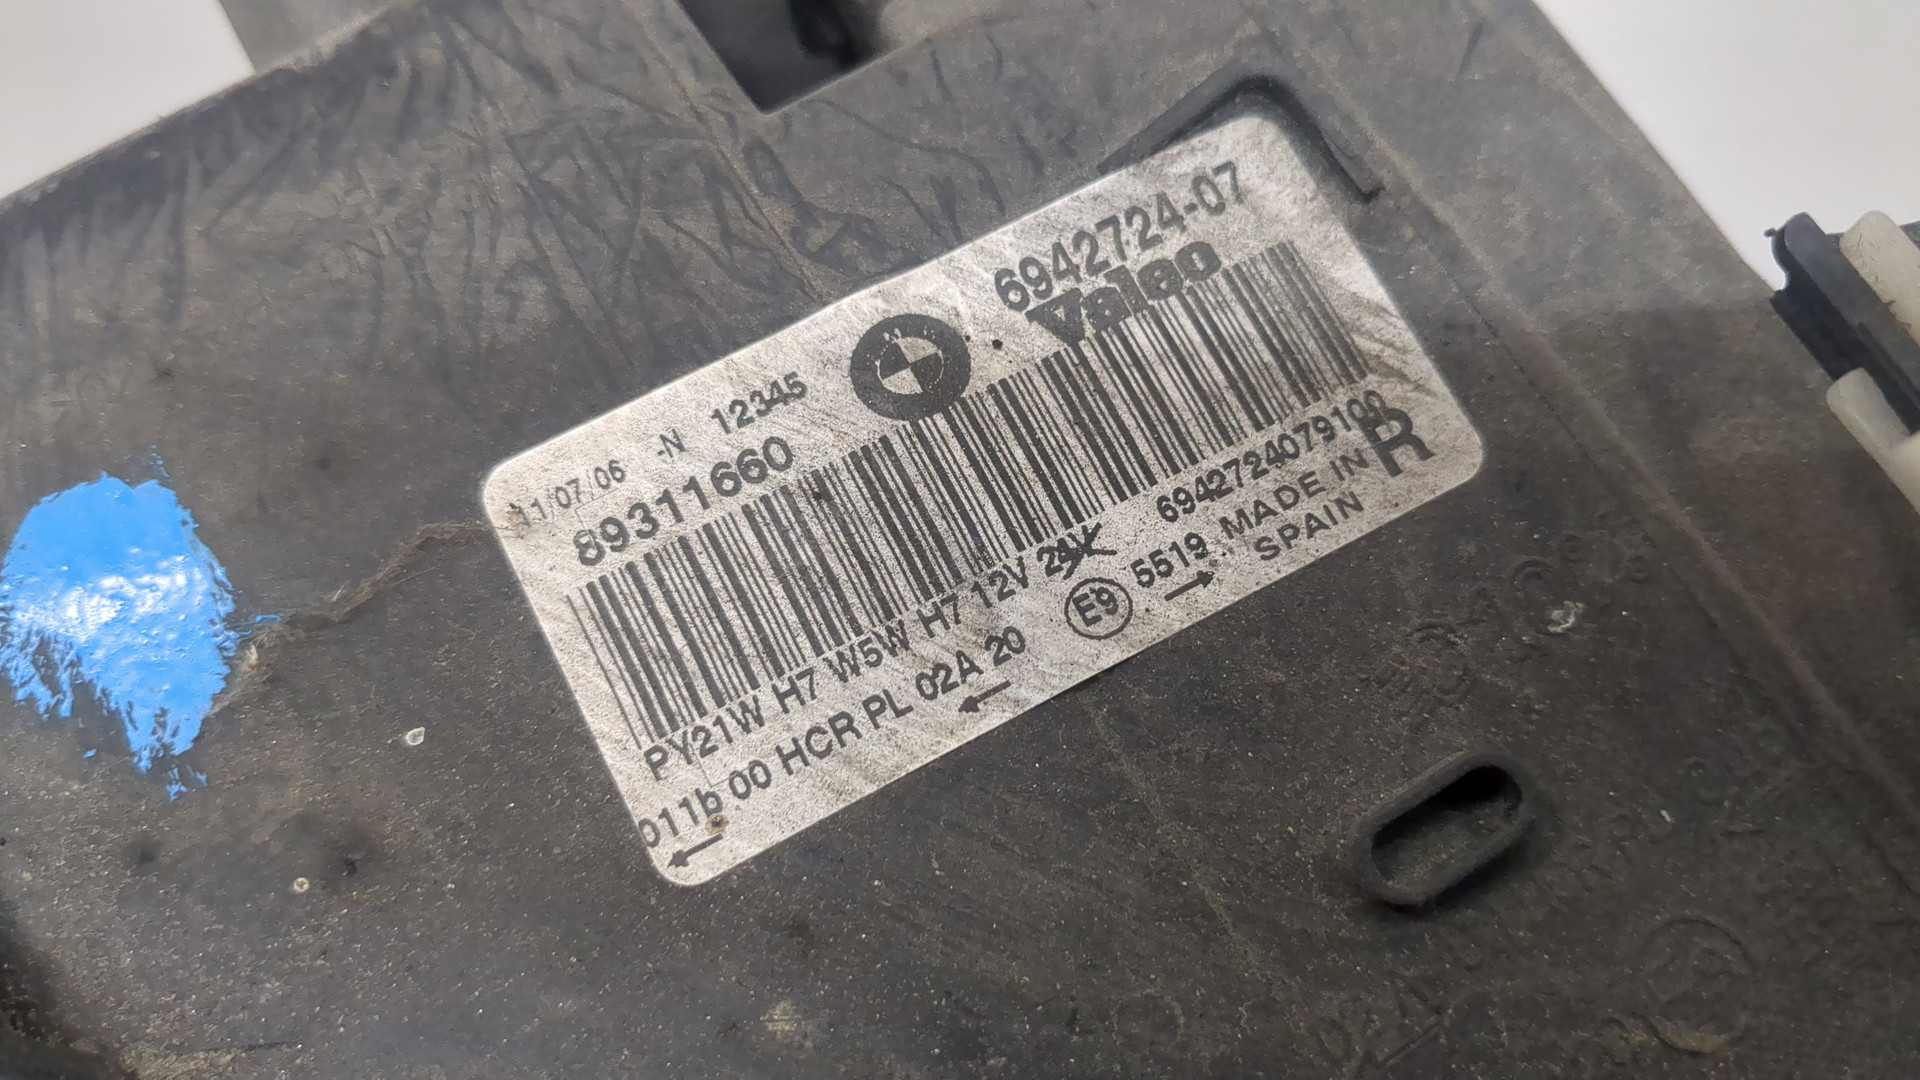 6942724-07
Valeo
11/07/06 -N 12345
89311660
6942724079100
PY21W H7 W5W H7 12V 24V
E9 5519 MADE IN R
SPAIN
011b 00 HCR PL 02A 20